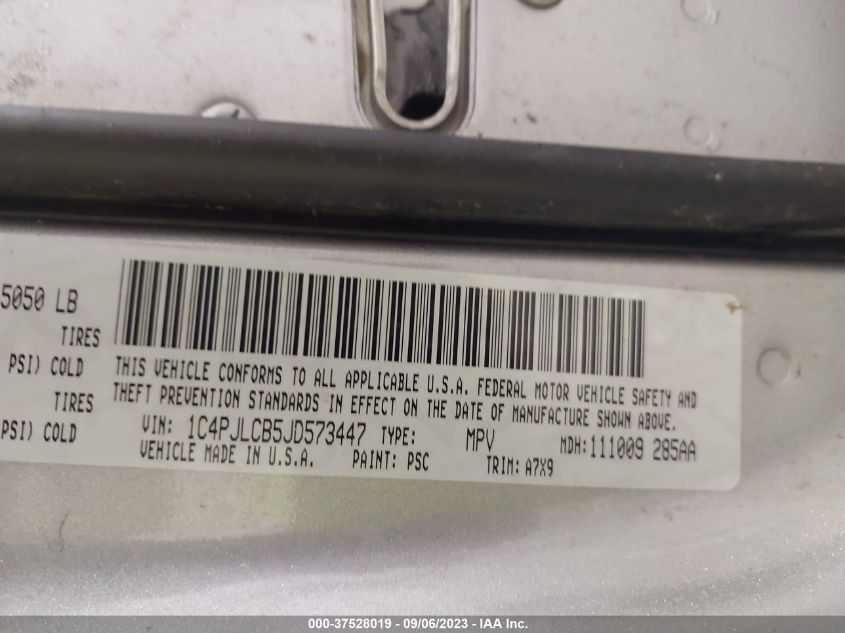 5050 LB
TIRES
PSI) COLD
TIRES
PSI) COLD
THIS VEHICLE CONFORMS TO ALL APPLICABLE U.S.A. FEDERAL MOTOR VEHICLE SAFETY AND
THEFT PREVENTION STANDARDS IN EFFECT ON THE DATE OF MANUFACTURE SHOWN ABOVE.
VIN: 1C4PJLCB5JD573447 TYPE: MPV MDH:111009 285AA
VEHICLE MADE IN U.S.A. PAINT: PSC TRIM: A7X9
000-37528019 - 09/06/2023 - IAA Inc.